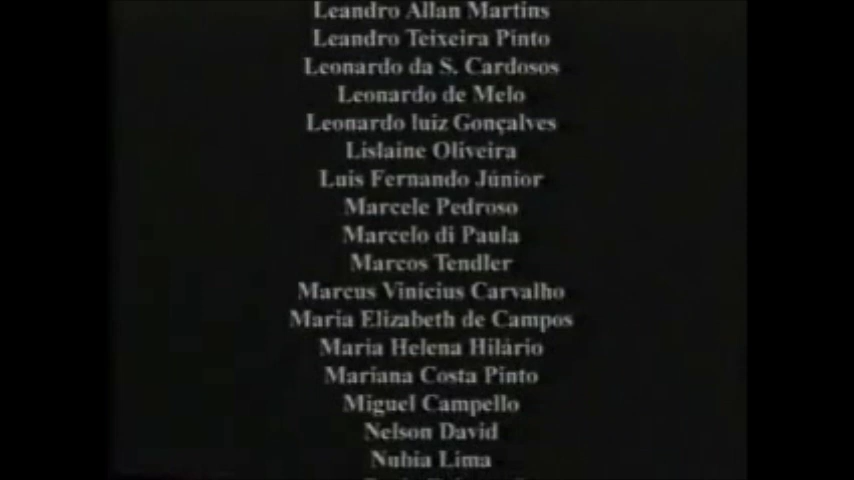 Leandro Allan Martins
Leandro Teixeira Pinto
Leonardo da S. Cardosos
Leonardo de Melo
Leonardo luiz Gonçalves
Lislaine Oliveira
Luis Fernando Júnior
Marcele Pedroso
Marcelo di Paula
Marcos Tendler
Marcus Vinicius Carvalho
Maria Elizabeth de Campos
Maria Helena Hilário
Mariana Costa Pinto
Miguel Campello
Nelson David
Nubia Lima